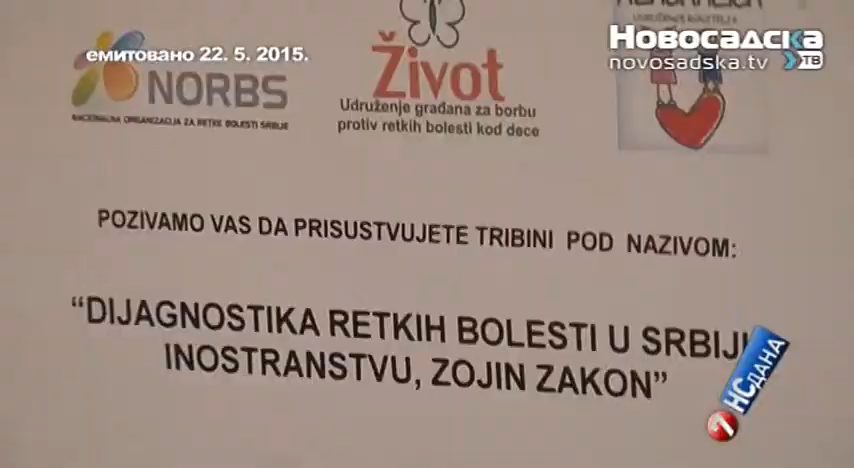 емитовано 22. 5. 2015.
NORBS
NACIONALNA ORGANIZACIJA ZA RETKE BOLESTI SRBIJE
Život
Udruženje građana za borbu
protiv retkih bolesti kod dece
Новосадска
novosadska.tv ТВ
POZIVAMO VAS DA PRISUSTVUJETE TRIBINI POD NAZIVOM:
“DIJAGNOSTIKA RETKIH BOLESTI U SRBIJI
INOSTRANSTVU, ZOJIN ZAKON”
НС дана